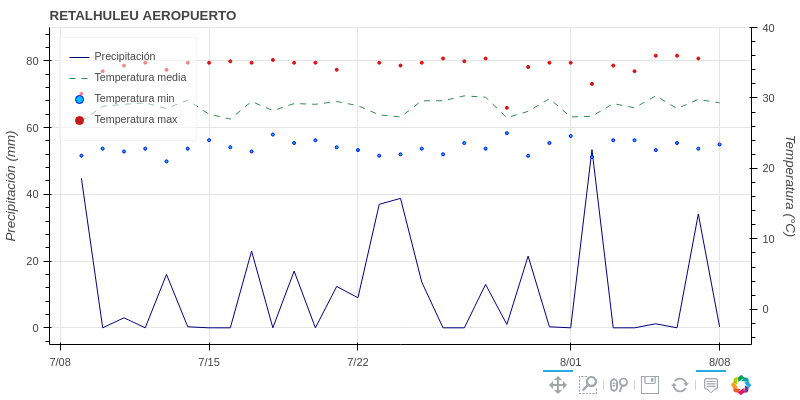 RETALHULEU AEROPUERTO
Precipitación
Temperatura media
Temperatura min
Temperatura max
Precipitación (mm)
80
60
40
20
0
Temperatura (°C)
40
30
20
10
0
7/08
7/15
7/22
8/01
8/08